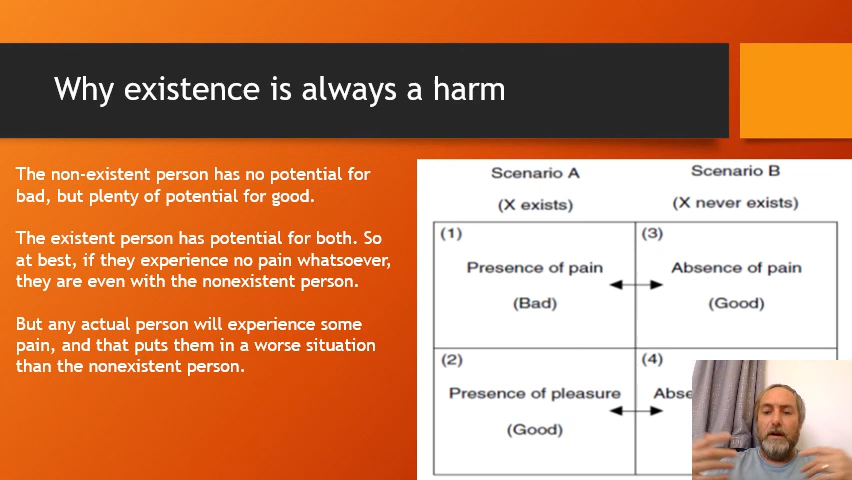 Why existence is always a harm
The non-existent person has no potential for
bad, but plenty of potential for good.
The existent person has potential for both. So
at best, if they experience no pain whatsoever,
they are even with the nonexistent person.
But any actual person will experience some
pain, and that puts them in a worse situation
than the nonexistent person.
Scenario A
(X exists)
Scenario B
(X never exists)
(1)
Presence of pain
(Bad)
(3)
Absence of pain
(Good)
(2)
Presence of pleasure
(Good)
(4)